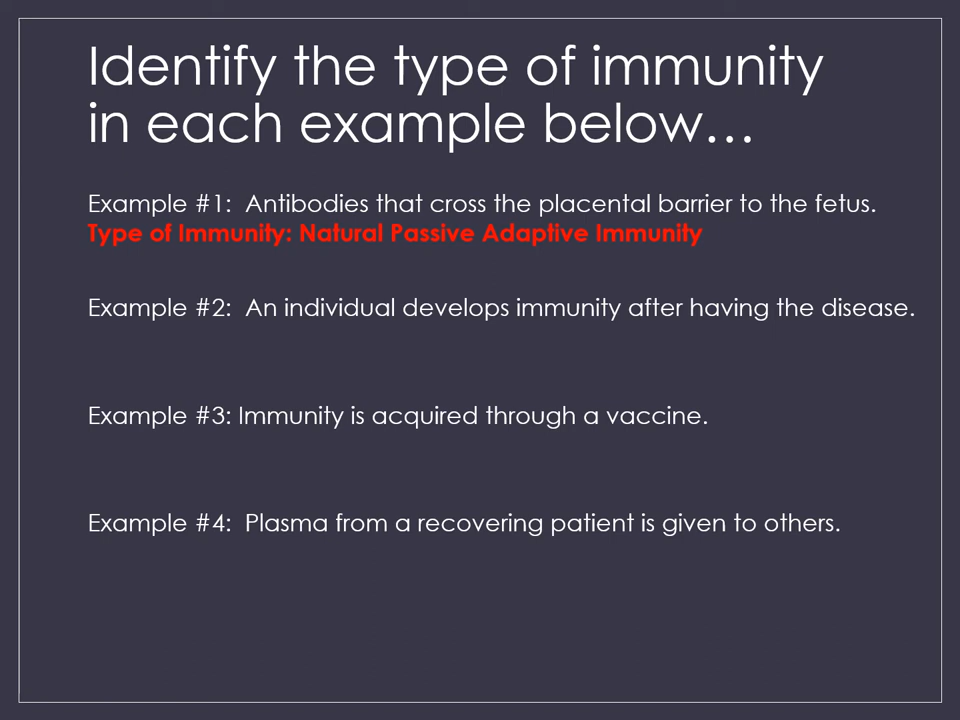 Identify the type of immunity
in each example below…
Example #1:  Antibodies that cross the placental barrier to the fetus.
Type of Immunity: Natural Passive Adaptive Immunity
Example #2:  An individual develops immunity after having the disease.
Example #3: Immunity is acquired through a vaccine.
Example #4:  Plasma from a recovering patient is given to others.